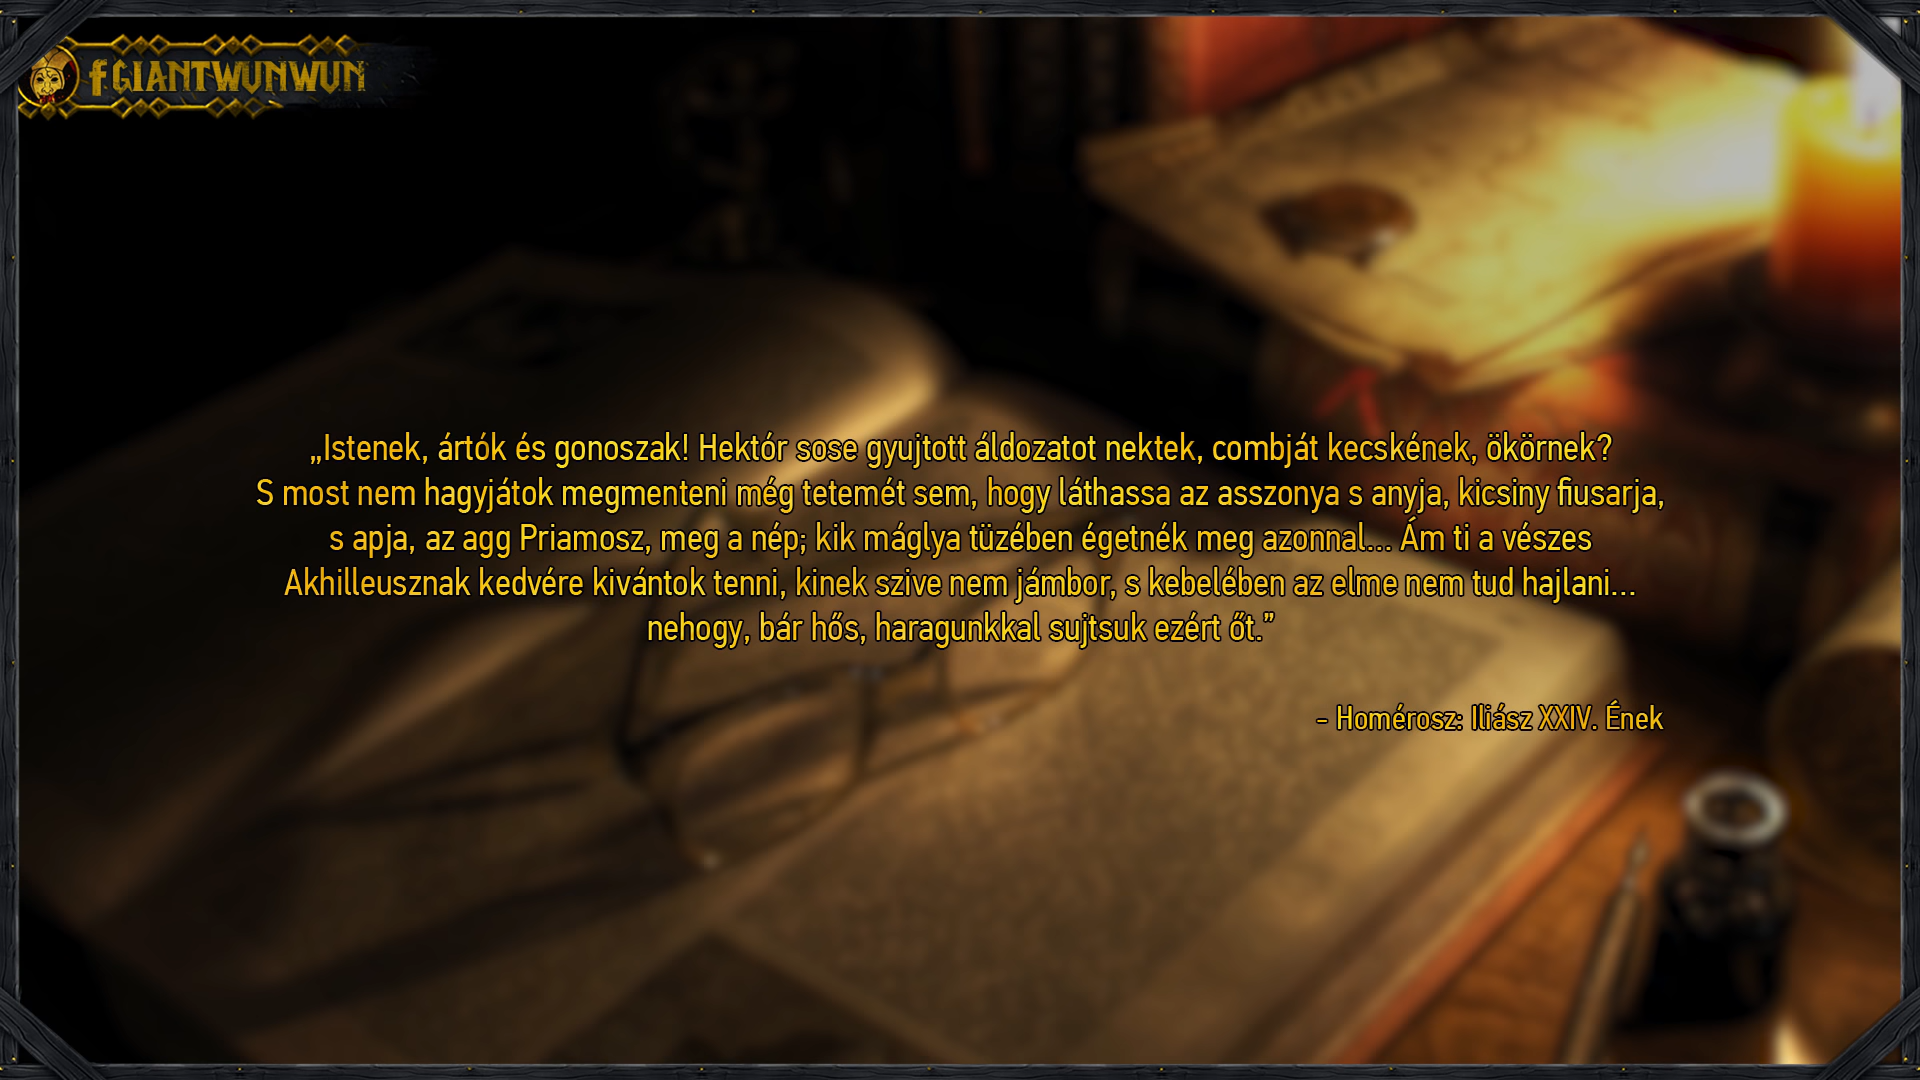 fGIANTWUNWUN
„Istenek, ártók és gonoszak! Hektór sose gyujtott áldozatot nektek, combját kecskének, ökörnek?
S most nem hagyjátok megmenteni még tetemét sem, hogy láthassa az asszonya s anyja, kicsiny fiusarja,
s apja, az agg Priamosz, meg a nép; kik máglya tüzében égetnék meg azonnal... Ám ti a vészes
Akhilleusznak kedvére kivántok tenni, kinek szive nem jámbor, s kebelében az elme nem tud hajlani...
nehogy, bár hős, haragunkkal sujtsuk ezért őt.”
- Homérosz: Iliász XXIV. Ének